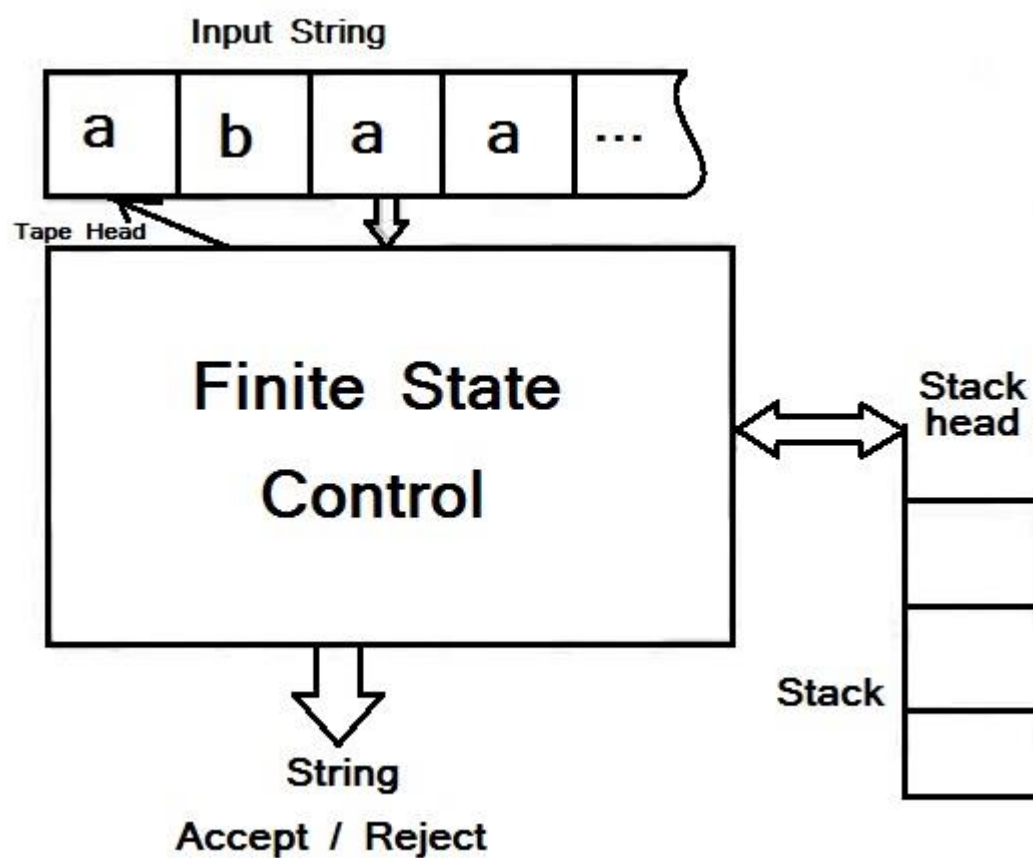 Input String
a b a a ...
Tape Head
Finite State
Control
Stack
head
Stack
String
Accept / Reject